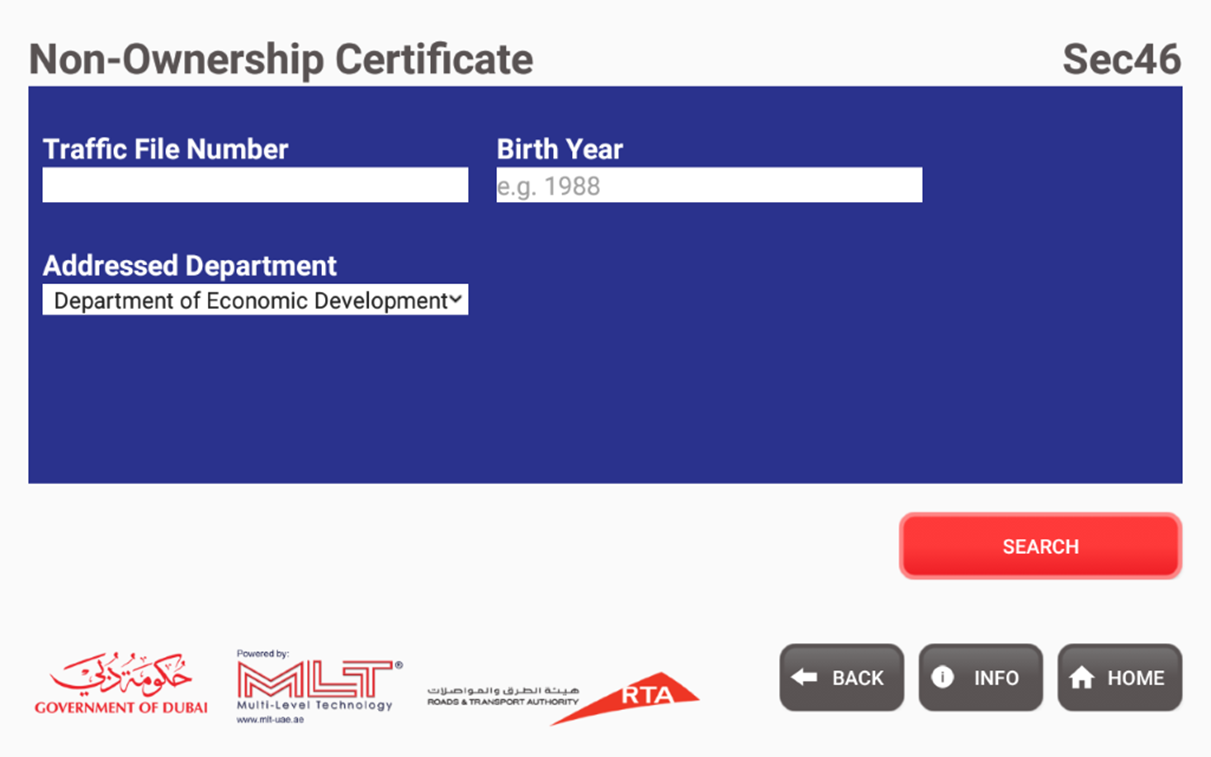 Non-Ownership Certificate
Sec46
Traffic File Number
Birth Year
e.g. 1988
Addressed Department
Department of Economic Development
SEARCH
حكومة دبي
GOVERNMENT OF DUBAI
Powered by:
MLT®
Multi-Level Technology
www.mlt-uae.ae
هيئة الطرق والمواصلات
ROADS & TRANSPORT AUTHORITY
RTA
BACK
INFO
HOME